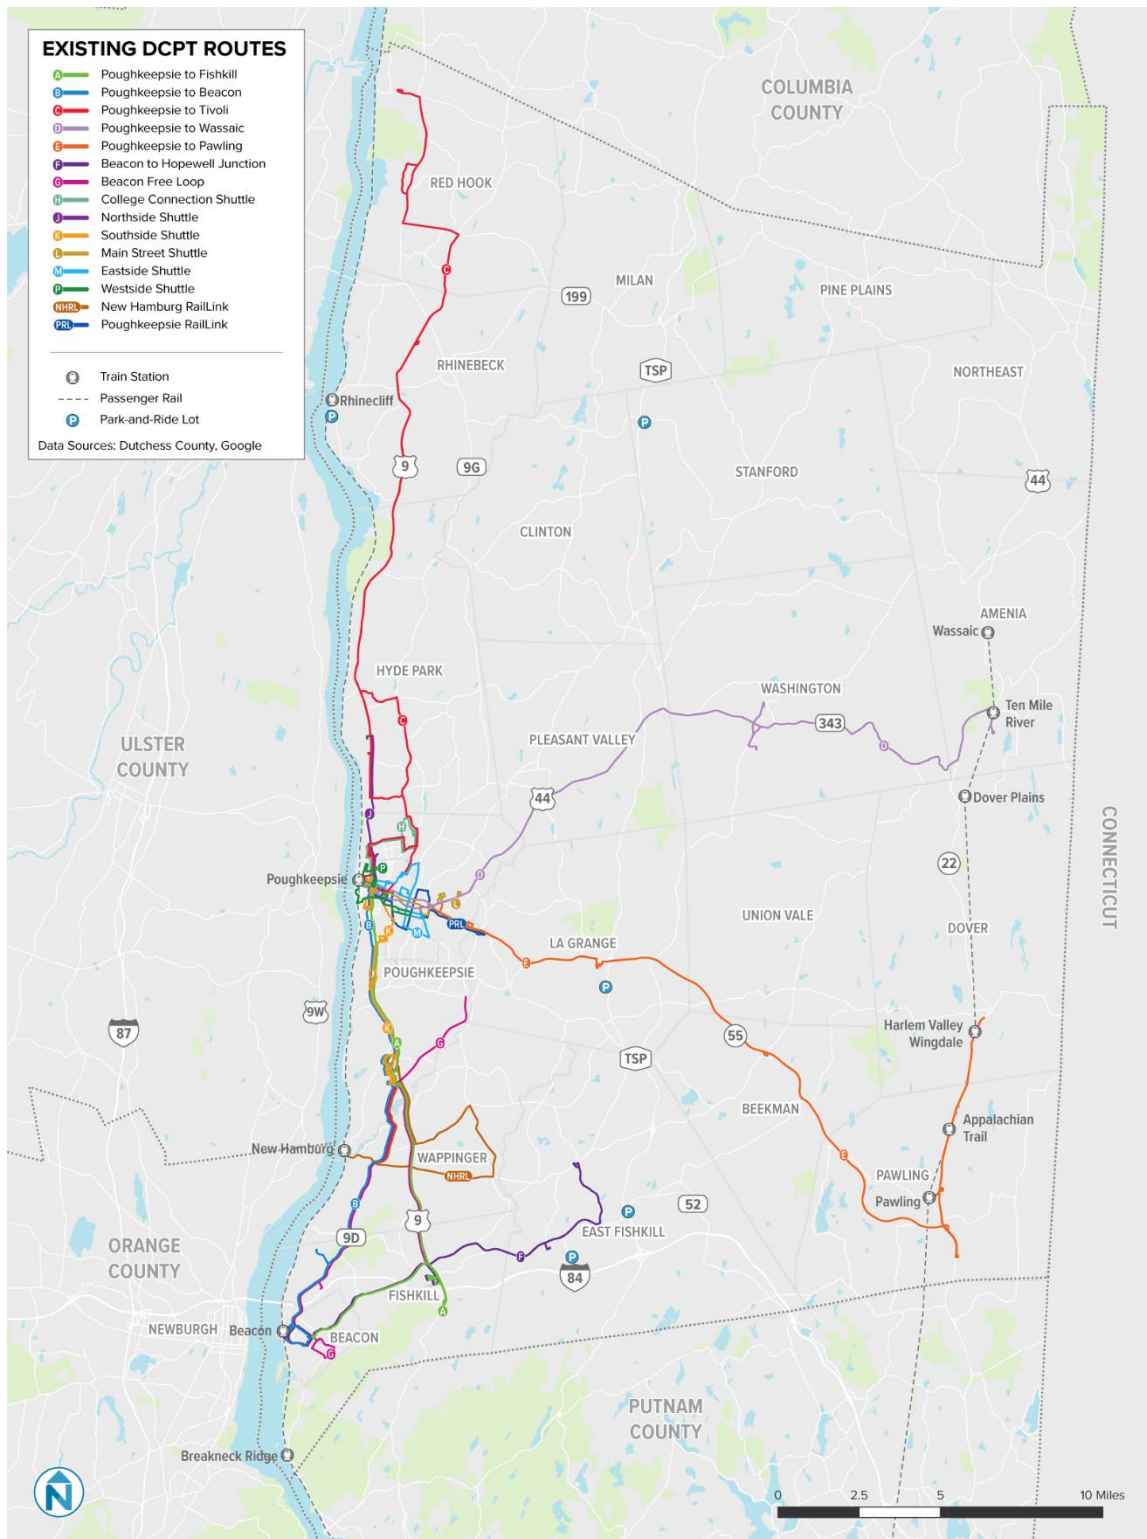 EXISTING DCPT ROUTES
A Poughkeepsie to Fishkill
B Poughkeepsie to Beacon
C Poughkeepsie to Tivoli
D Poughkeepsie to Wassaic
E Poughkeepsie to Pawling
F Beacon to Hopewell Junction
G Beacon Free Loop
H College Connection Shuttle
J Northside Shuttle
K Southside Shuttle
L Main Street Shuttle
M Eastside Shuttle
P Westside Shuttle
NHRL New Hamburg RailLink
PRL Poughkeepsie RailLink
Train Station
Passenger Rail
P Park-and-Ride Lot
Data Sources: Dutchess County, Google
COLUMBIA
COUNTY
RED HOOK
C
MILAN
199
PINE PLAINS
RHINEBECK
TSP
NORTHEAST
Rhinecliff
P
P
9
9G
STANFORD
44
CLINTON
AMENIA
Wassaic
HYDE PARK
WASHINGTON
C
343
Ten Mile
River
ULSTER
COUNTY
PLEASANT VALLEY
D
44
Dover Plains
J
H
CONNECTICUT
22
P
Poughkeepsie
D
L
UNION VALE
B
K
M
PRL
LA GRANGE
DOVER
E
POUGHKEEPSIE
P
9W
87
K
A
G
TSP
55
Harlem Valley
Wingdale
BEEKMAN
Appalachian
Trail
New Hamburg
WAPPINGER
E
NHRL
PAWLING
Pawling
B
9
52
P
9D
EAST FISHKILL
ORANGE
COUNTY
F
P
84
FISHKILL
A
NEWBURGH
Beacon
BEACON
G
PUTNAM
COUNTY
Breakneck Ridge
N
0 2.5 5 10 Miles